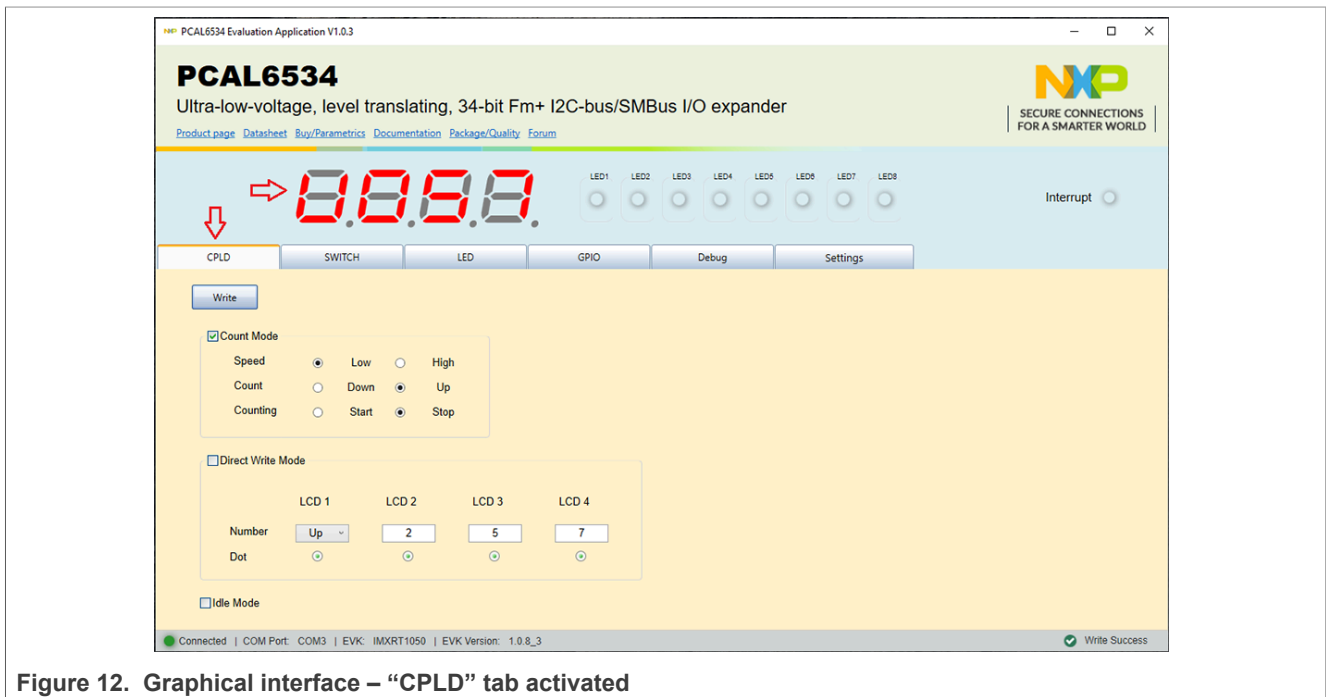 NXP PCAL6534 Evaluation Application V1.0.3
PCAL6534
Ultra-low-voltage, level translating, 34-bit Fm+ I2C-bus/SMBus I/O expander
Product page Datasheet Buy/Parametrics Documentation Package/Quality Forum
NXP
SECURE CONNECTIONS
FOR A SMARTER WORLD
U057
LED1 LED2 LED3 LED4 LED5 LED6 LED7 LED8
Interrupt
CPLD SWITCH LED GPIO Debug Settings
Write
Count Mode
Speed Low High
Count Down Up
Counting Start Stop
Direct Write Mode
LCD 1 LCD 2 LCD 3 LCD 4
Number Up 2 5 7
Dot
Idle Mode
Connected | COM Port: COM3 | EVK: IMXRT1050 | EVK Version: 1.0.8_3 Write Success
Figure 12. Graphical interface – “CPLD” tab activated